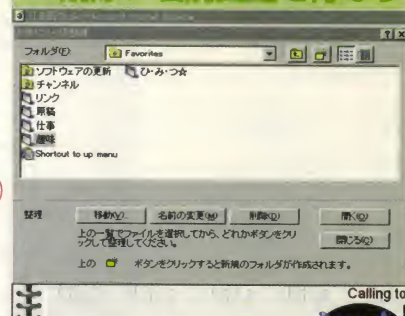 フォルダ(E):
Favorites
ソフトウェアの更新 ひ・み・つ☆
チャンネル
リンク
原稿
仕事
趣味
Shortcut to up menu
整理
移動(V)... 名前の変更(M) 削除(D) 開く(O)
上の一覧でファイルを選択してから、どれかボタンをクリ
ックして整理してください。
閉じる(C)
上の ボタンをクリックすると新規のフォルダが作成されます。
Calling to